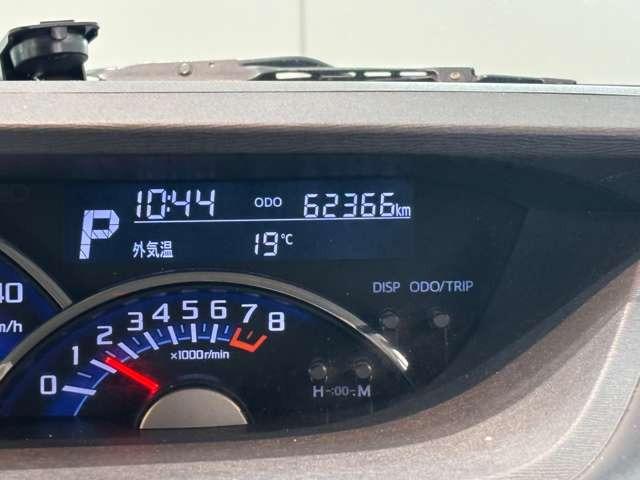 10:44 ODO 62366km
P
外気温 19℃
DISP ODO/TRIP
40
m/h
0 1 2 3 4 5 6 7 8
×1000r/min
H -:00-. M